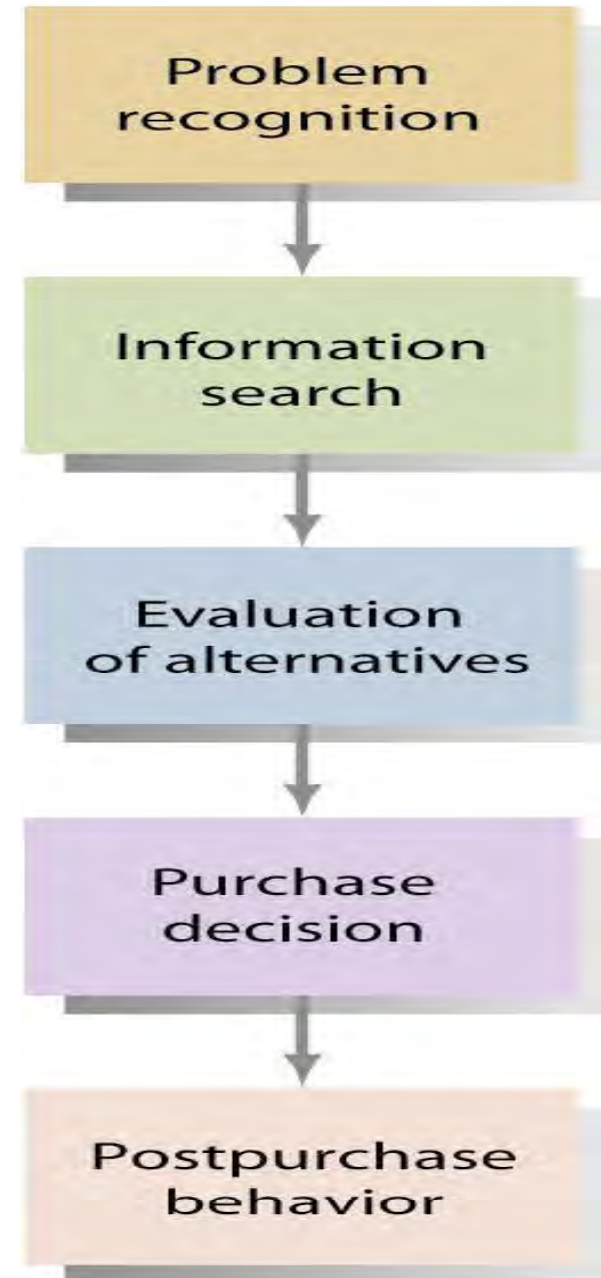 Problem
recognition
Information
search
Evaluation
of alternatives
Purchase
decision
Postpurchase
behavior